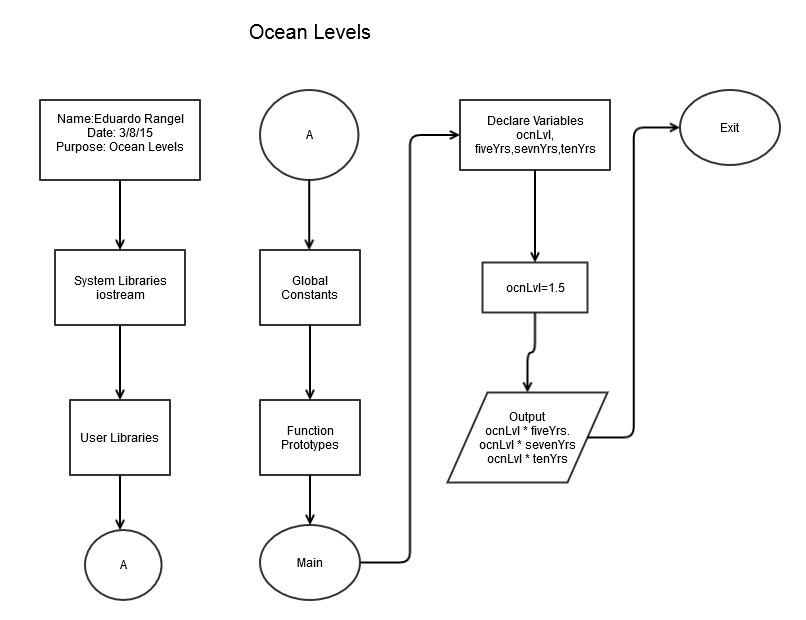 Ocean Levels
Name:Eduardo Rangel
Date: 3/8/15
Purpose: Ocean Levels
System Libraries
iostream
User Libraries
A
A
Global
Constants
Function
Prototypes
Main
Declare Variables
ocnLvl,
fiveYrs,sevnYrs,tenYrs
ocnLvl=1.5
Output
ocnLvl * fiveYrs.
ocnLvl * sevenYrs
ocnLvl * tenYrs
Exit